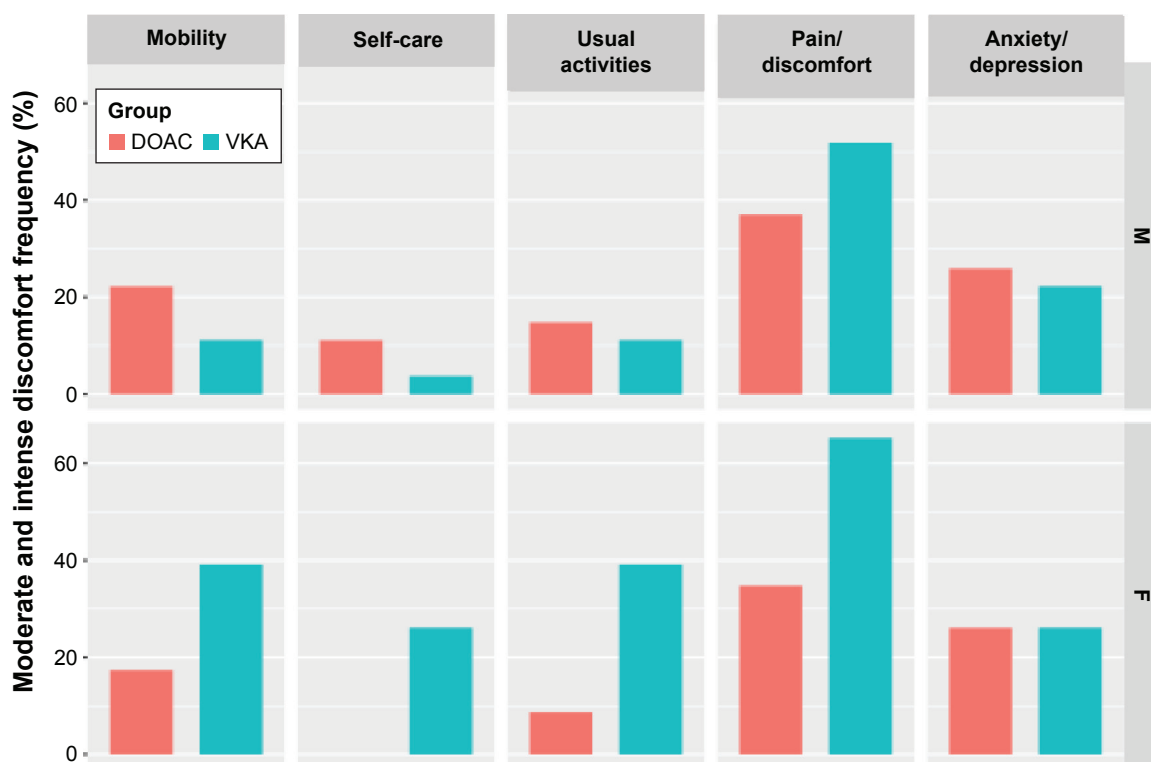 Mobility
Self-care
Usual
activities
Pain/
discomfort
Anxiety/
depression
Moderate and intense discomfort frequency (%)
Group
DOAC VKA
60
40
20
0
M
60
40
20
0
F